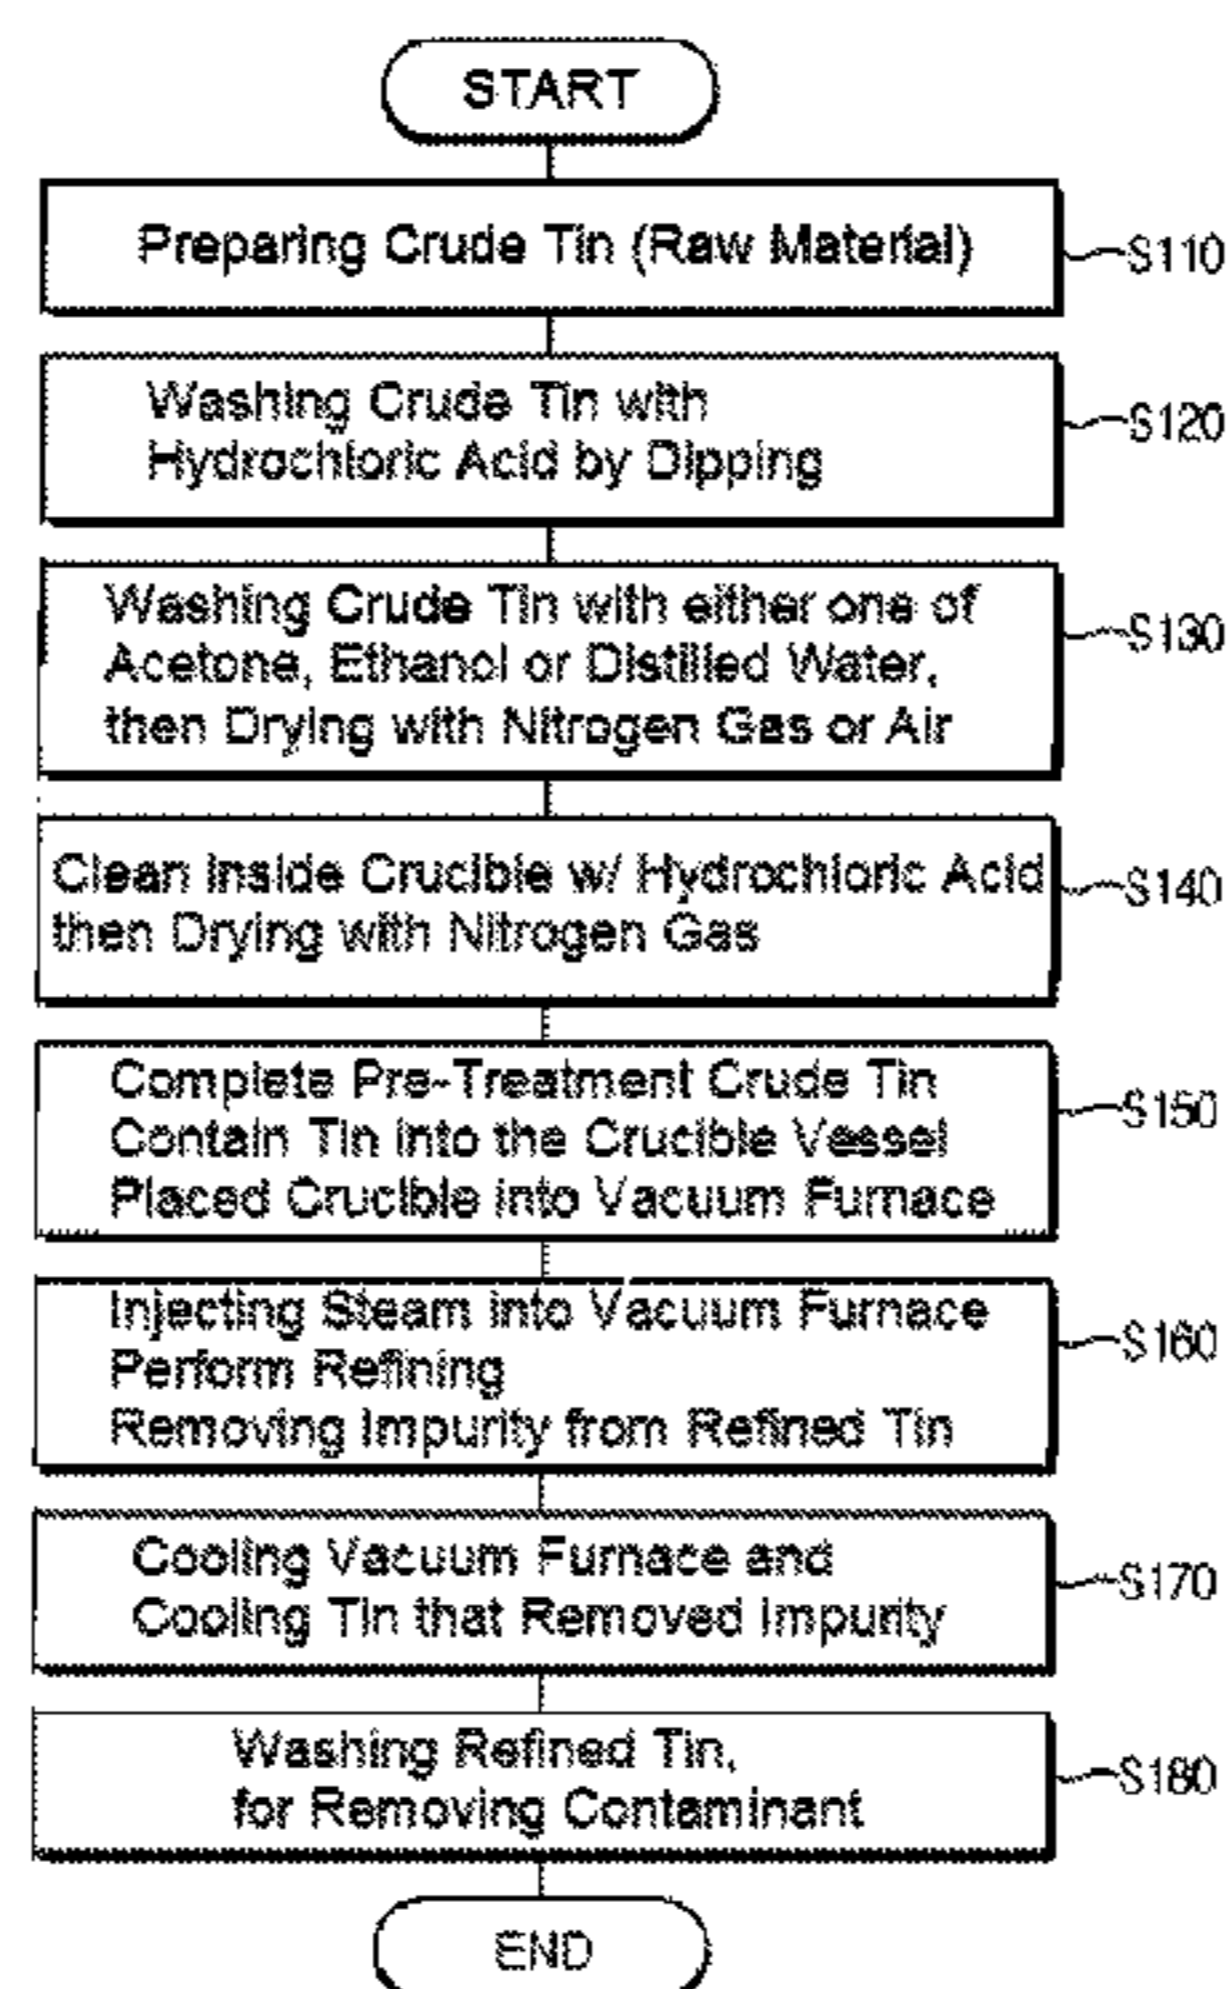 START
Preparing Crude Tin (Raw Material)
S110
Washing Crude Tin with
Hydrochloric Acid by Dipping
S120
Washing Crude Tin with either one of
Acetone, Ethanol or Distilled Water,
then Drying with Nitrogen Gas or Air
S130
Clean Inside Crucible w/ Hydrochloric Acid
then Drying with Nitrogen Gas
S140
Complete Pre-Treatment Crude Tin
Contain Tin into the Crucible Vessel
Placed Crucible into Vacuum Furnace
S150
Injecting Steam into Vacuum Furnace
Perform Refining
Removing Impurity from Refined Tin
S160
Cooling Vacuum Furnace and
Cooling Tin that Removed Impurity
S170
Washing Refined Tin,
for Removing Contaminant
S180
END